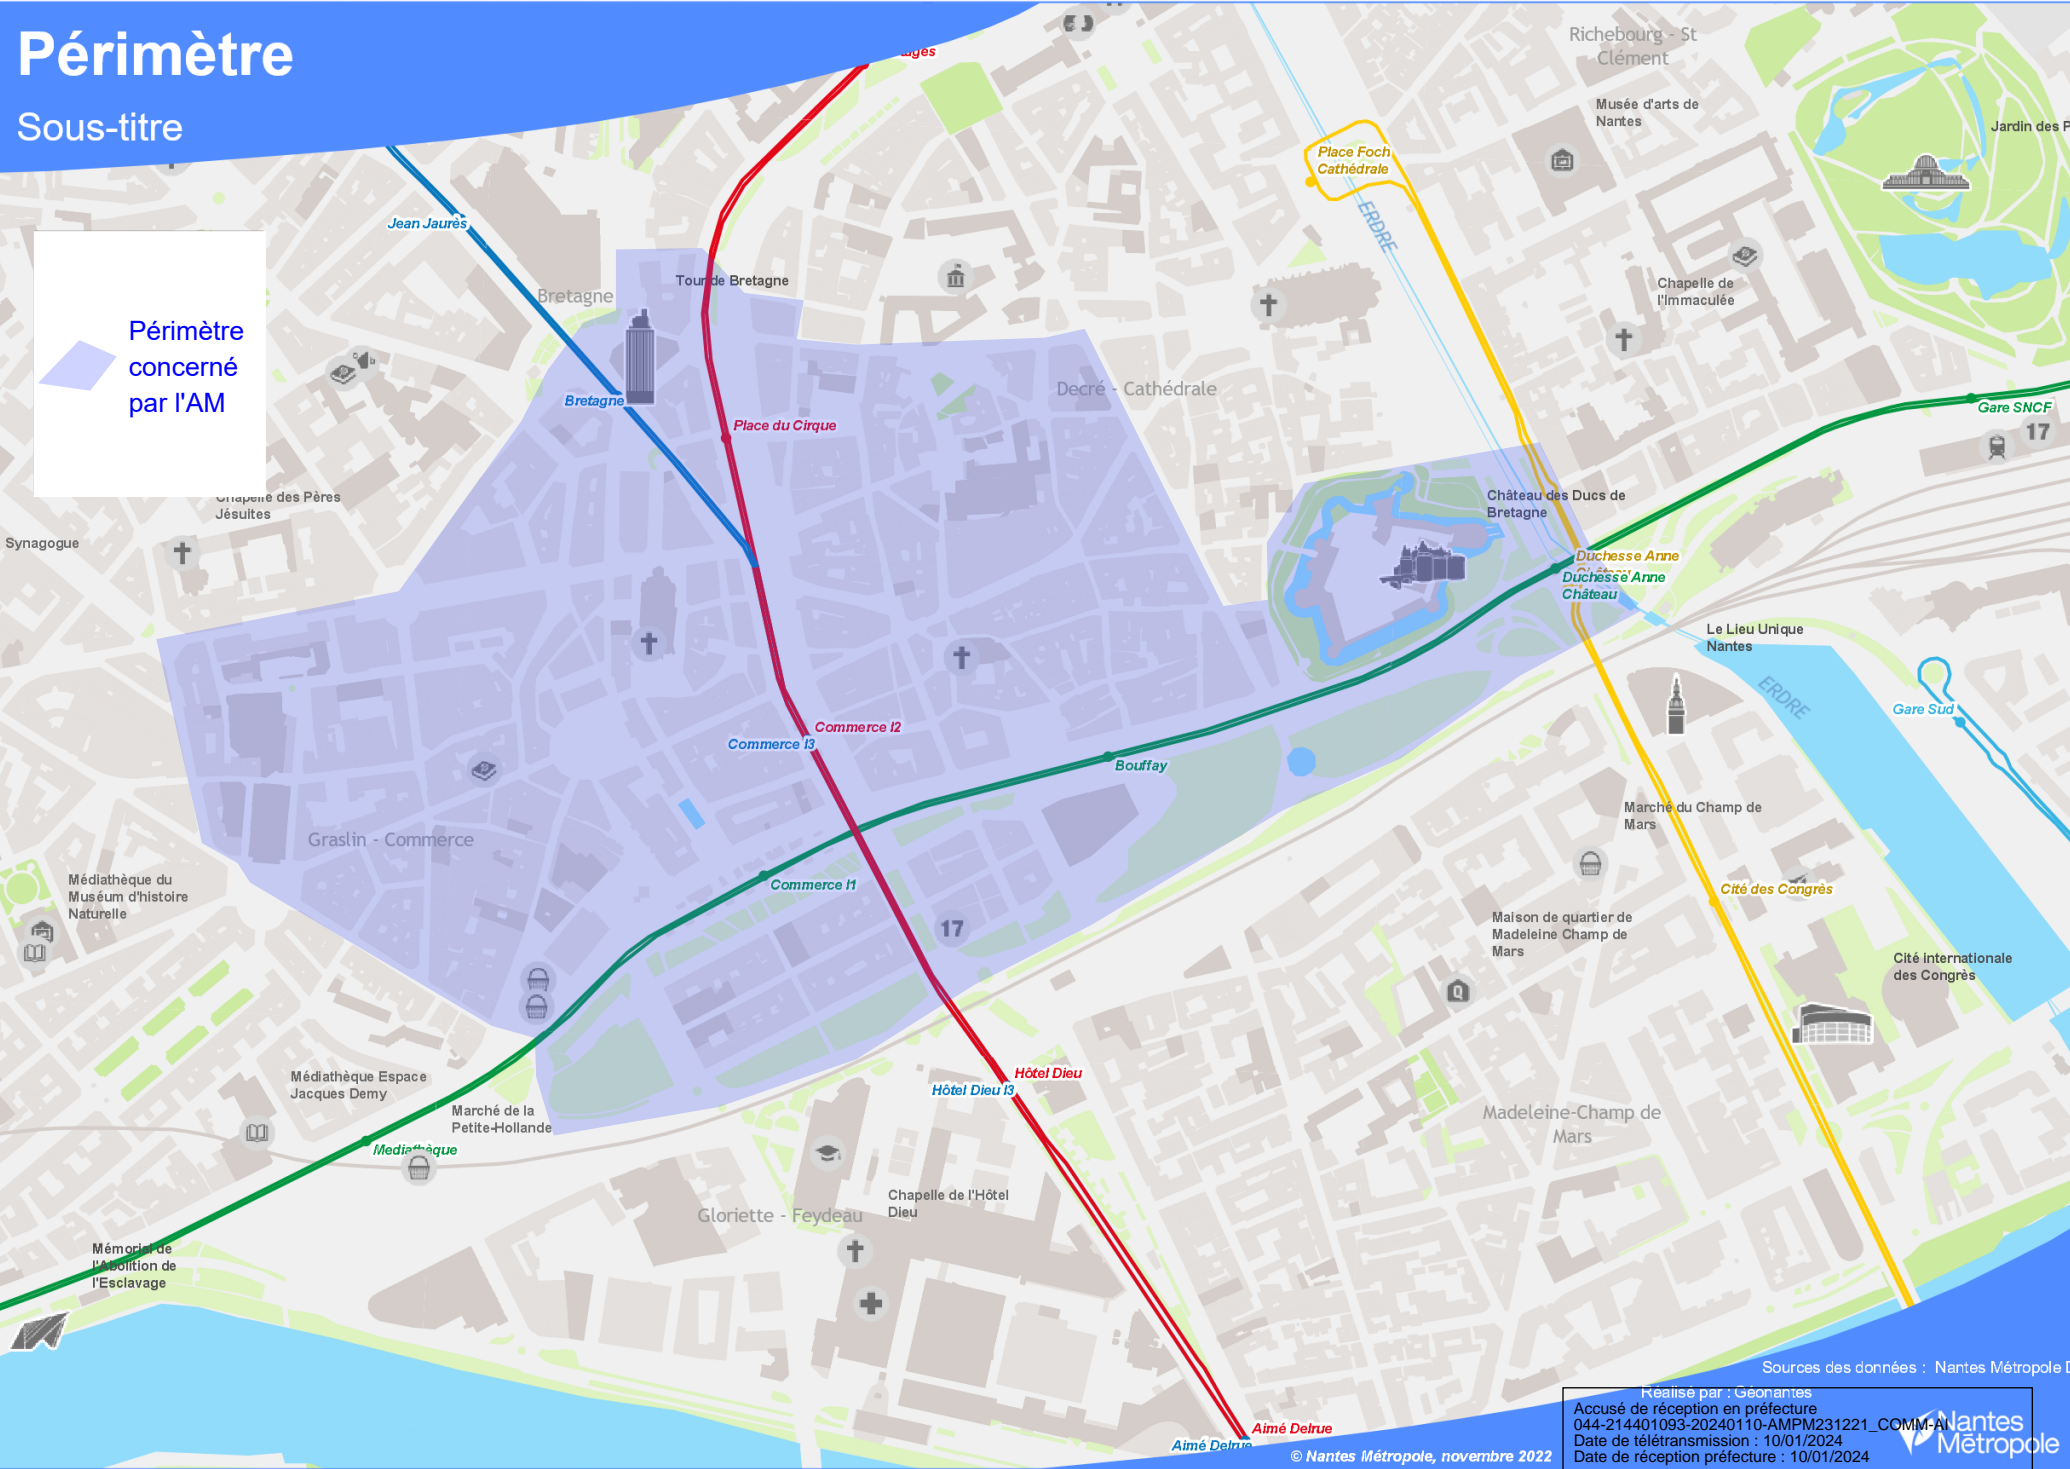 Périmètre
Sous-titre
Périmètre
concerné
par l'AM
Richebourg - St
Clément
Musée d'arts de
Nantes
Place Foch
Cathédrale
ERDRE
Jean Jaurès
Tour de Bretagne
Bretagne
Chapelle de
l'Immaculée
Decré - Cathédrale
Bretagne
Place du Cirque
Gare SNCF
17
Chapelle des Pères
Jésuites
Synagogue
Château des Ducs de
Bretagne
Duchesse Anne
Château
Duchesse Anne
Château
Le Lieu Unique
Nantes
ERDRE
Gare Sud
Commerce l2
Commerce l3
Bouffay
Marché du Champ de
Mars
Graslin - Commerce
Commerce l1
Médiathèque du
Muséum d'histoire
Naturelle
Cité des Congrès
17
Maison de quartier de
Madeleine Champ de
Mars
Cité internationale
des Congrès
Médiathèque Espace
Jacques Demy
Hôtel Dieu
Hôtel Dieu l3
Marché de la
Petite-Hollande
Madeleine-Champ de
Mars
Mediathèque
Chapelle de l'Hôtel
Dieu
Gloriette - Feydeau
Mémorial de
l'Abolition de
l'Esclavage
Aimé Delrue
Aimé Delrue
Sources des données : Nantes Métropole
Réalisé par : Géonantes
Accusé de réception en préfecture
044-214401093-20240110-AMPM231221_COMM-AI
Date de télétransmission : 10/01/2024
Date de réception préfecture : 10/01/2024
Nantes
Métropole
© Nantes Métropole, novembre 2022